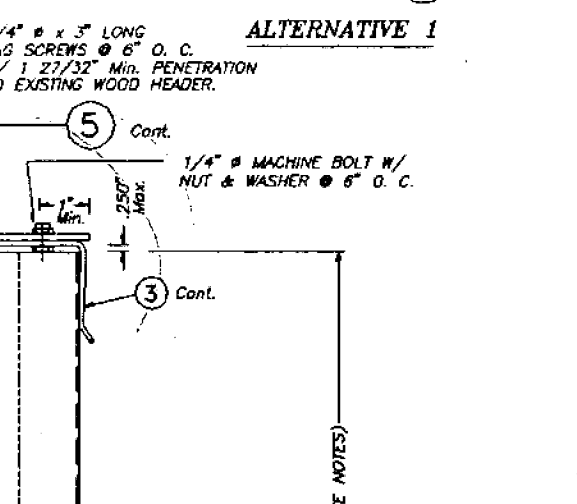 /4" ø x 3" LONG
SCREWS @ 6" O. C.
1 27/32" Min. PENETRATION
EXISTING WOOD HEADER.
ALTERNATIVE 1
5 Cont.
1/4" ø MACHINE BOLT W/
NUT & WASHER @ 6" O. C.
1"
Min.
.250"
Max.
3 Cont.
NOTES)